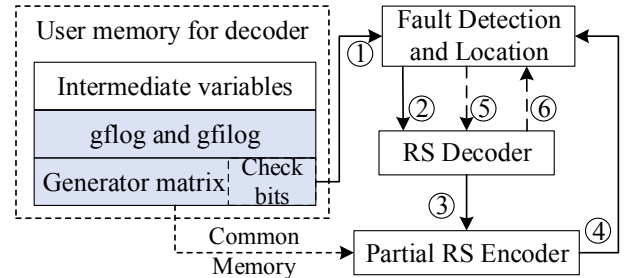 User memory for decoder
Intermediate variables
gflog and gfilog
Generator matrix
Check
bits
①
Fault Detection
and Location
②
⑤
⑥
RS Decoder
③
④
Common
Memory
Partial RS Encoder